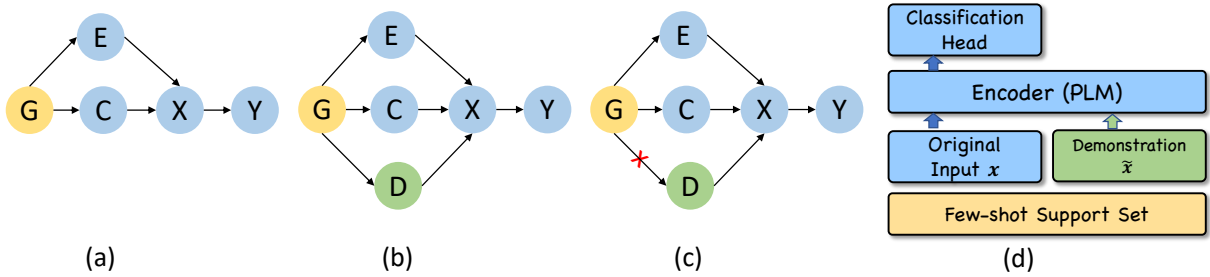 E
G
C
X
Y
(a)
E
G
C
X
Y
D
(b)
E
G
C
X
Y
D
(c)
Classification
Head
Encoder (PLM)
Original
Input x
Demonstration
x̃
Few-shot Support Set
(d)